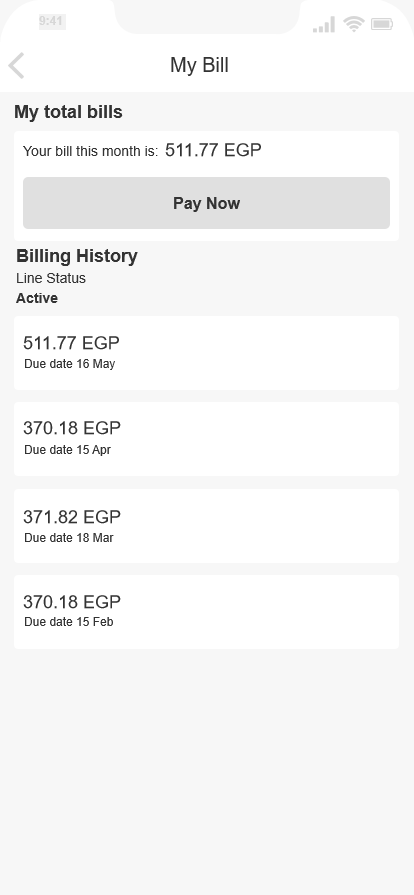 9:41
My Bill
My total bills
Your bill this month is: 511.77 EGP
Pay Now
Billing History
Line Status
Active
511.77 EGP
Due date 16 May
370.18 EGP
Due date 15 Apr
371.82 EGP
Due date 18 Mar
370.18 EGP
Due date 15 Feb